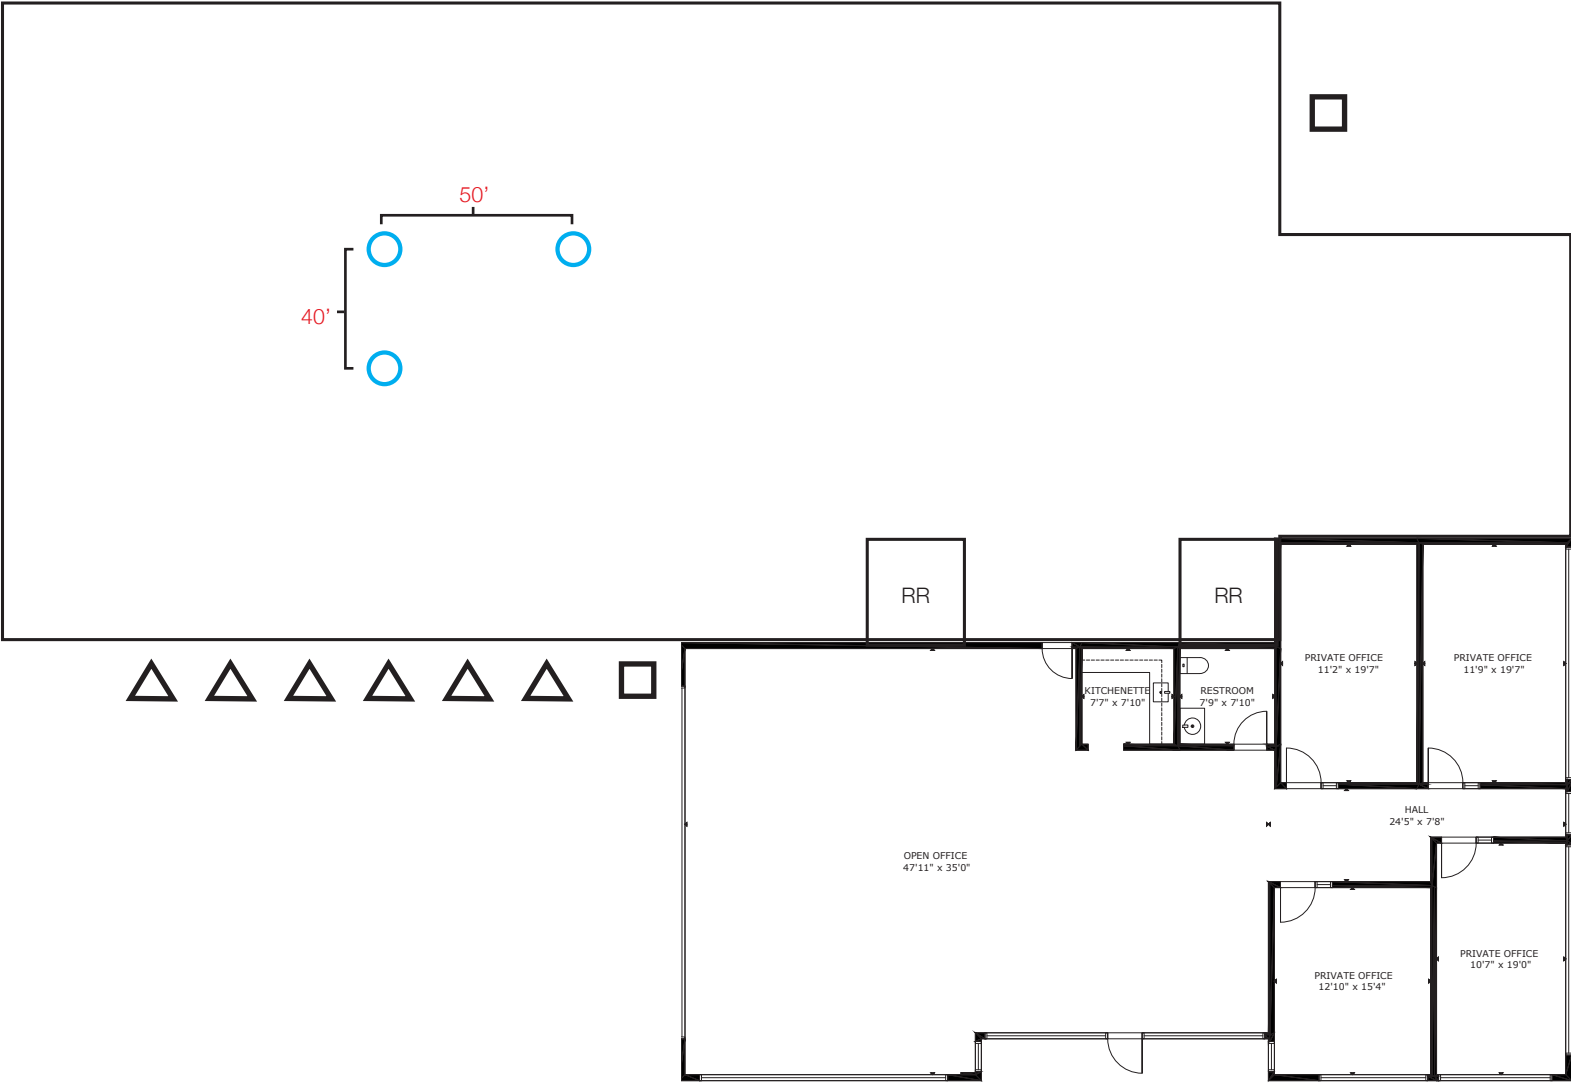 50’
40’
RR
RR
PRIVATE OFFICE
11'2" x 19'7"
PRIVATE OFFICE
11'9" x 19'7"
KITCHENETTE
7'7" x 7'10"
RESTROOM
7'9" x 7'10"
HALL
24'5" x 7'8"
OPEN OFFICE
47'11" x 35'0"
PRIVATE OFFICE
10'7" x 19'0"
PRIVATE OFFICE
12'10" x 15'4"